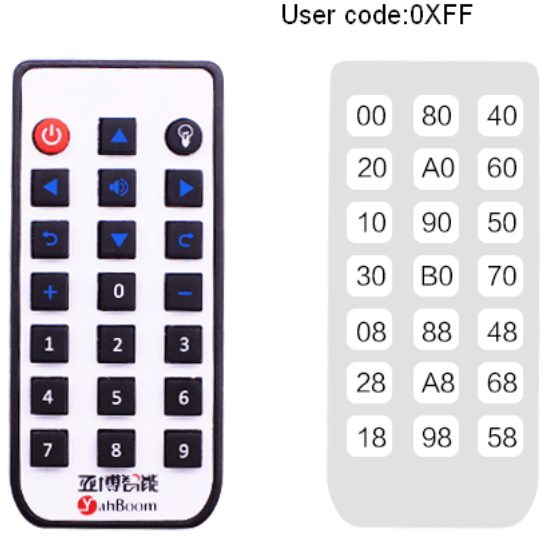 User code:0XFF
00 80 40
20 A0 60
10 90 50
30 B0 70
08 88 48
28 A8 68
18 98 58
+ 0 −
1 2 3
4 5 6
7 8 9
亚博智能
YahBoom